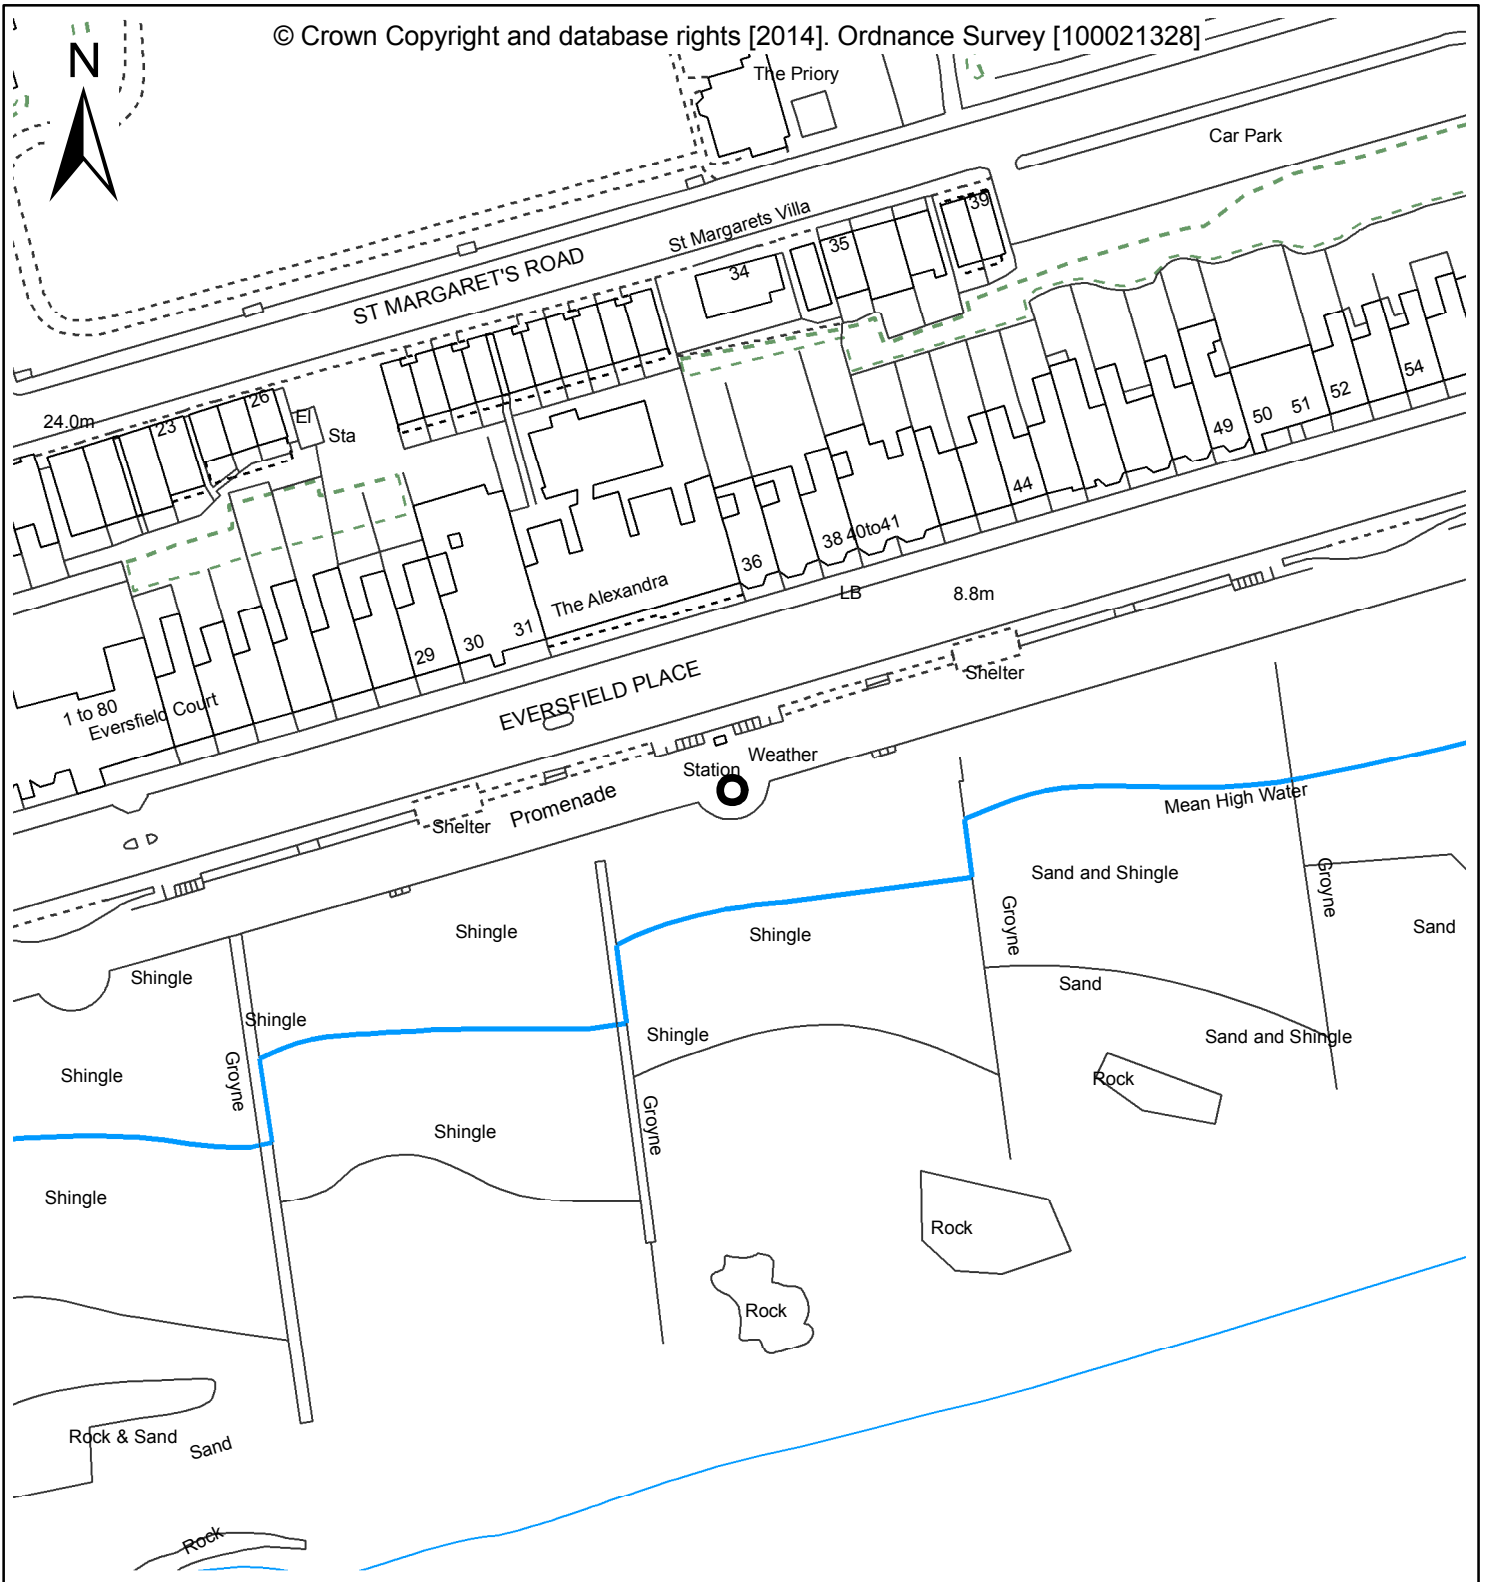 © Crown Copyright and database rights [2014]. Ordnance Survey [100021328]
N
The Priory
Car Park
39
St Margarets Villa
35
ST MARGARET'S ROAD
34
26
24.0m
23
El
Sta
54
52
51
50
49
44
38
40to41
36
The Alexandra
LB
8.8m
31
30
29
Shelter
1 to 80
Eversfield Court
EVERSFIELD PLACE
Weather
Station
Promenade
Shelter
Mean High Water
Sand and Shingle
Groyne
Groyne
Sand
Shingle
Shingle
Shingle
Sand
Shingle
Shingle
Sand and Shingle
Shingle
Groyne
Rock
Groyne
Shingle
Shingle
Rock
Rock
Rock & Sand
Sand
Rock